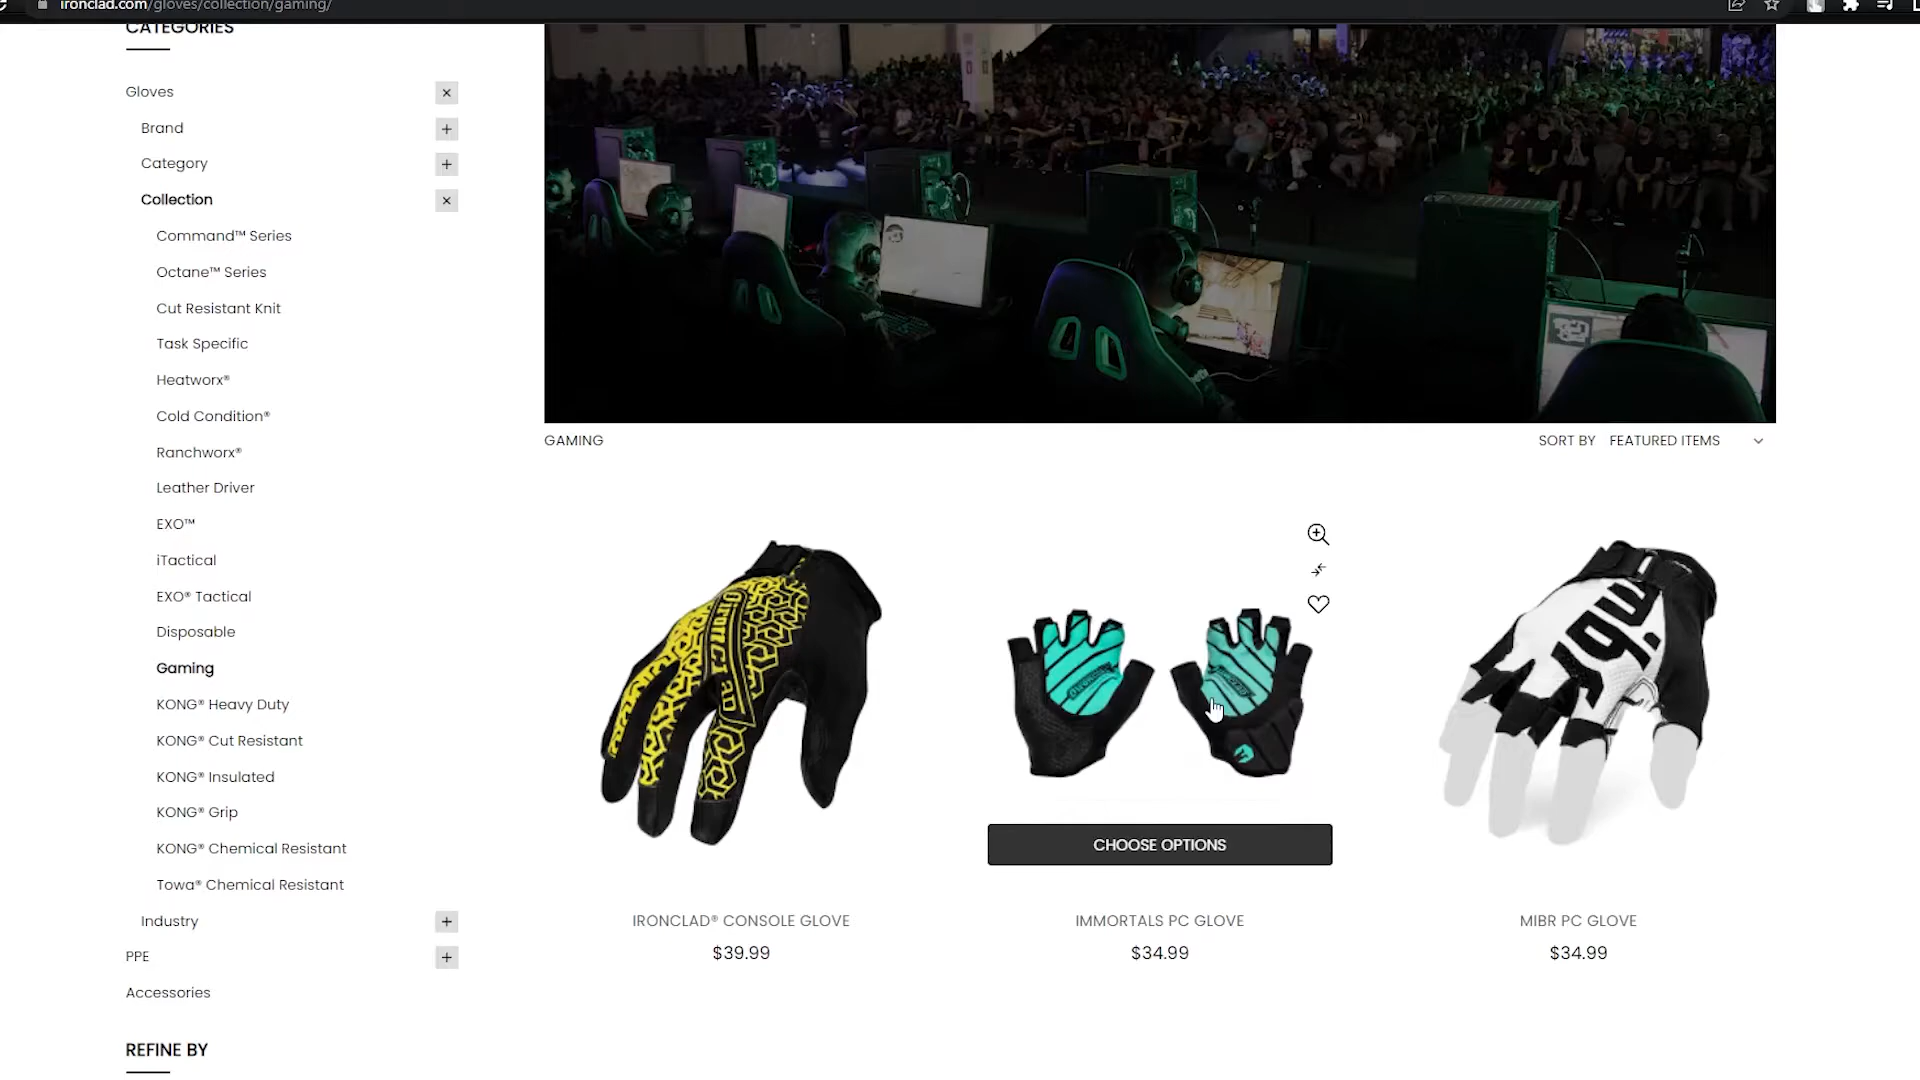 ironclad.com/gloves/collection/gaming/
CATEGORIES
Gloves
Brand
Category
Collection
Command™ Series
Octane™ Series
Cut Resistant Knit
Task Specific
Heatworx®
Cold Condition®
Ranchworx®
Leather Driver
EXO™
iTactical
EXO® Tactical
Disposable
Gaming
KONG® Heavy Duty
KONG® Cut Resistant
KONG® Insulated
KONG® Grip
KONG® Chemical Resistant
Towa® Chemical Resistant
Industry
PPE
Accessories
REFINE BY
GAMING
SORT BY FEATURED ITEMS
IRONCLAD
mibr
CHOOSE OPTIONS
IRONCLAD® CONSOLE GLOVE
$39.99
IMMORTALS PC GLOVE
$34.99
MIBR PC GLOVE
$34.99